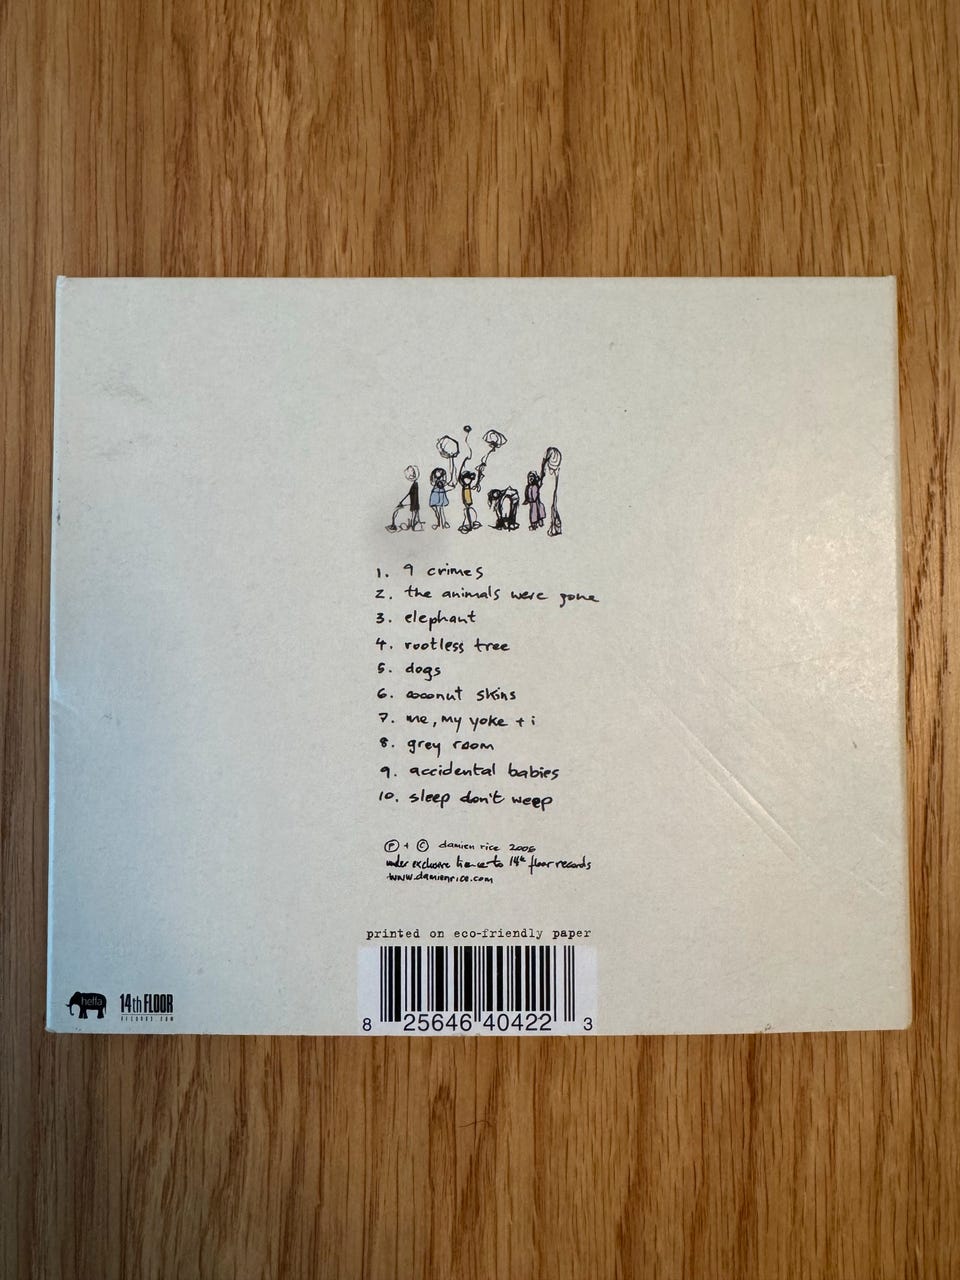 1. 9 crimes
2. the animals were gone
3. elephant
4. rootless tree
5. dogs
6. coconut skins
7. me, my yoke + i
8. grey room
9. accidental babies
10. sleep don't weep
Ⓟ + © damien rice 2006
under exclusive licence to 14th floor records
www.damienrice.com
printed on eco-friendly paper
8 25646 40422 3
heffa
14th FLOOR
RECORDS.COM